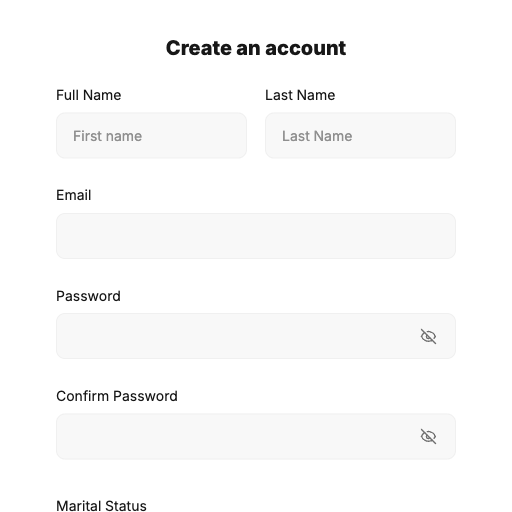 Create an account
Full Name Last Name
First name Last Name
Email
Password
Confirm Password
Marital Status